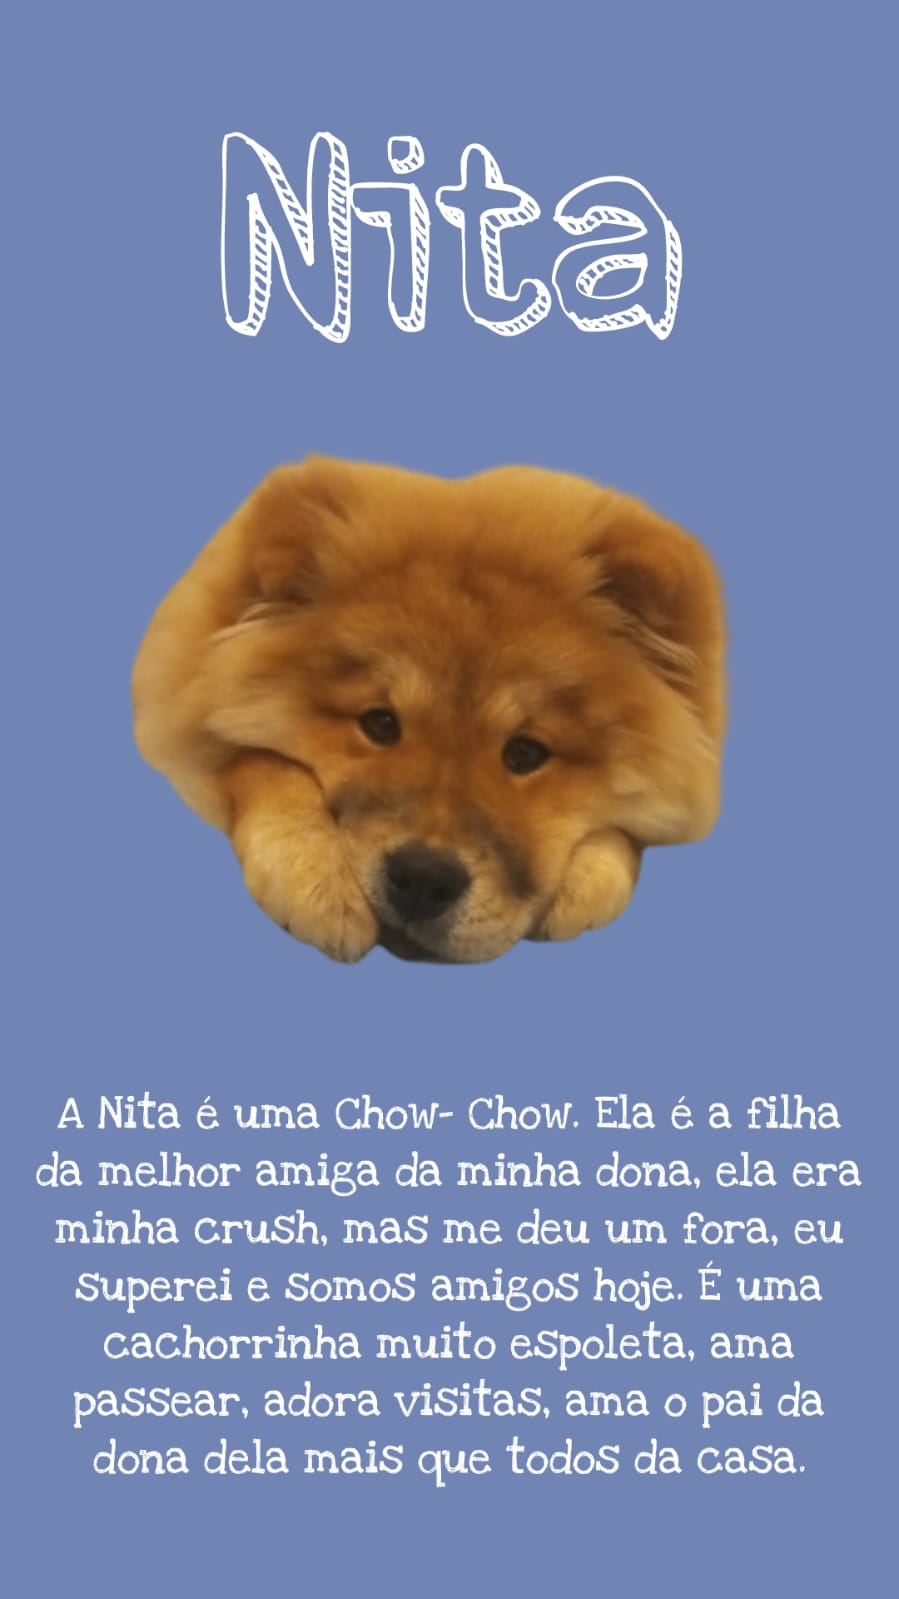 Nita
A Nita é uma Chow- Chow. Ela é a filha
da melhor amiga da minha dona, ela era
minha crush, mas me deu um fora, eu
superei e somos amigos hoje. É uma
cachorrinha muito espoleta, ama
passear, adora visitas, ama o pai da
dona dela mais que todos da casa.